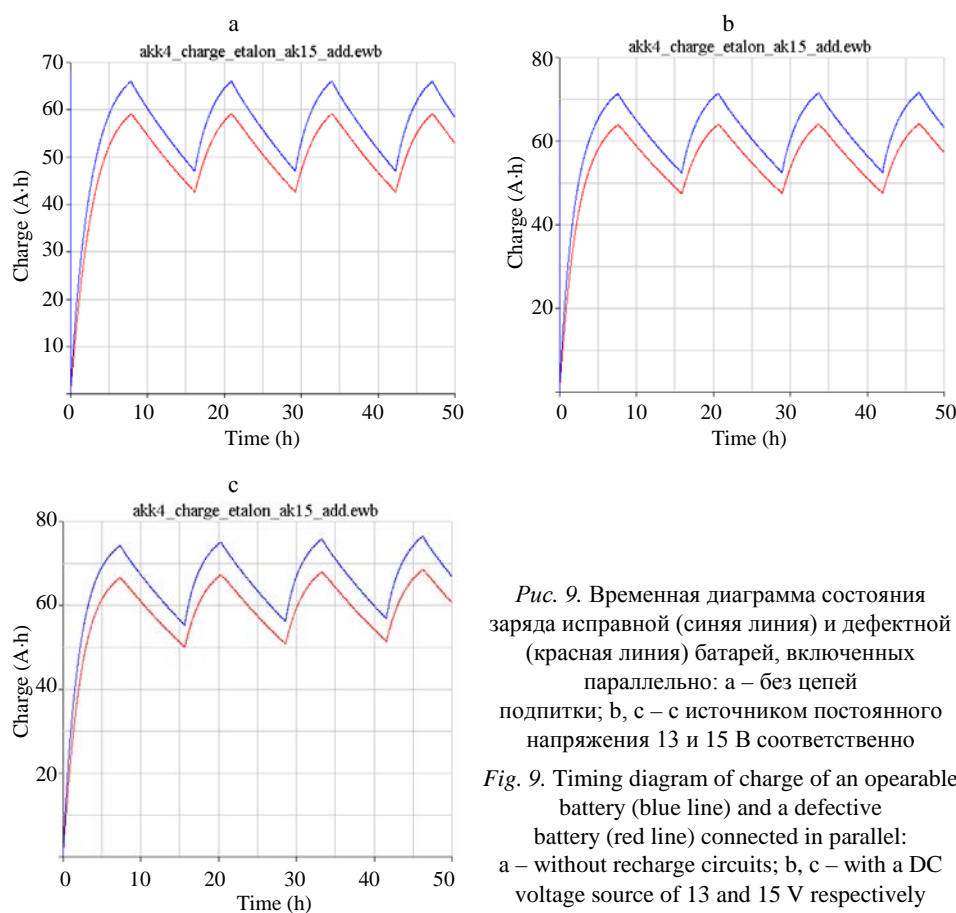 a
akk4_charge_etalon_ak15_add.ewb
70
60
50
40
30
20
10
Charge (A·h)
0 10 20 30 40 50
Time (h)
b
akk4_charge_etalon_ak15_add.ewb
80
60
40
20
Charge (A·h)
0 10 20 30 40 50
Time (h)
c
akk4_charge_etalon_ak15_add.ewb
80
60
40
20
Charge (A·h)
0 10 20 30 40 50
Time (h)
Рис. 9. Временная диаграмма состояния
заряда исправной (синяя линия) и дефектной
(красная линия) батарей, включенных
параллельно: а – без цепей
подпитки; b, c – с источником постоянного
напряжения 13 и 15 В соответственно
Fig. 9. Timing diagram of charge of an opearable
battery (blue line) and a defective
battery (red line) connected in parallel:
a – without recharge circuits; b, c – with a DC
voltage source of 13 and 15 V respectively